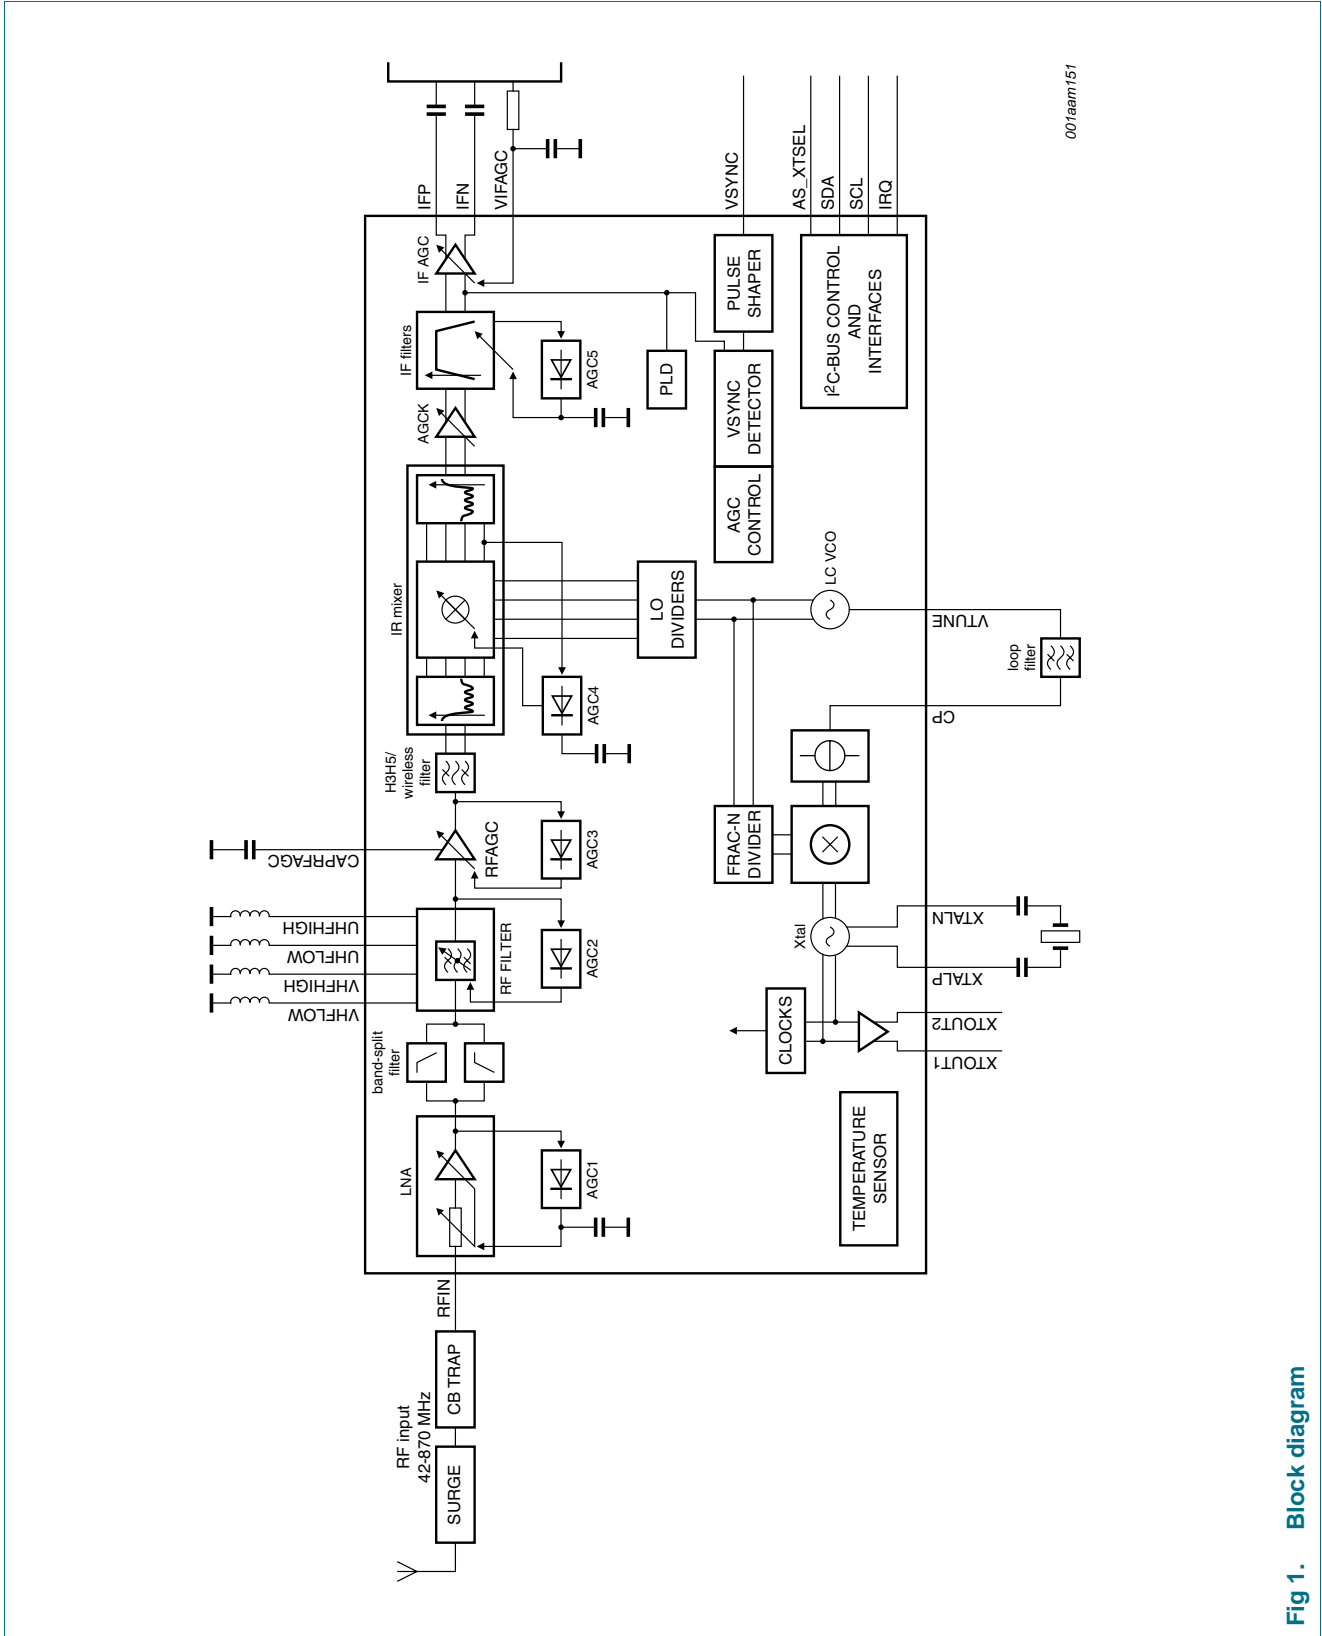 RF input
42-870 MHz
SURGE
CB TRAP
RFIN
LNA
AGC1
band-split
filter
VHFLOW
VHFHIGH
UHFLOW
UHFHIGH
RF FILTER
AGC2
CAPRFAGC
RFAGC
AGC3
H3H5/
wireless
filter
IR mixer
AGC4
AGCK
IF filters
AGC5
IF AGC
IFP
IFN
VIFAGC
PLD
LO
DIVIDERS
AGC
CONTROL
VSYNC
DETECTOR
PULSE
SHAPER
VSYNC
I2C-BUS CONTROL
AND
INTERFACES
AS_XTSEL
SDA
SCL
IRQ
TEMPERATURE
SENSOR
CLOCKS
Xtal
FRAC-N
DIVIDER
LC VCO
XTOUT1
XTOUT2
XTALP
XTALN
CP
loop
filter
VTUNE
001aam151
Fig 1. Block diagram